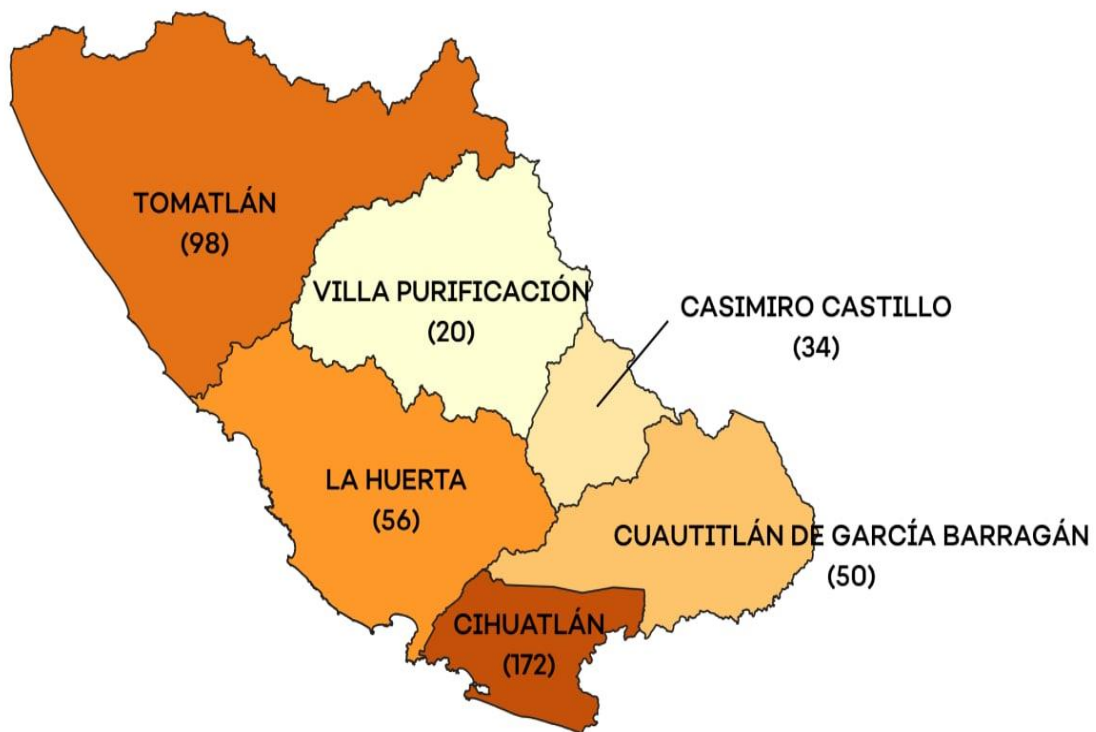 TOMATLÁN
(98)
VILLA PURIFICACIÓN
(20)
CASIMIRO CASTILLO
(34)
LA HUERTA
(56)
CUAUTITLÁN DE GARCÍA BARRAGÁN
(50)
CIHUATLÁN
(172)